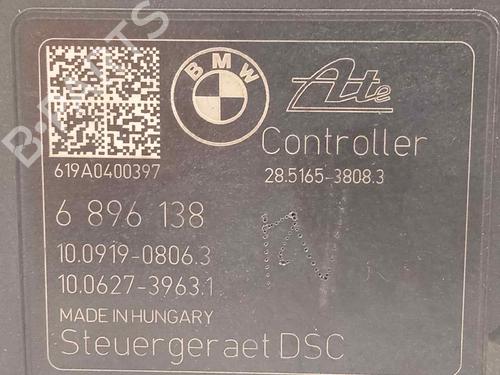 BMW
Ate
Controller
619A0400397
28.5165-3808.3
6 896 138
10.0919-0806.3
10.0627-3963.1
MADE IN HUNGARY
Steuergeraet DSC
B-PARTS